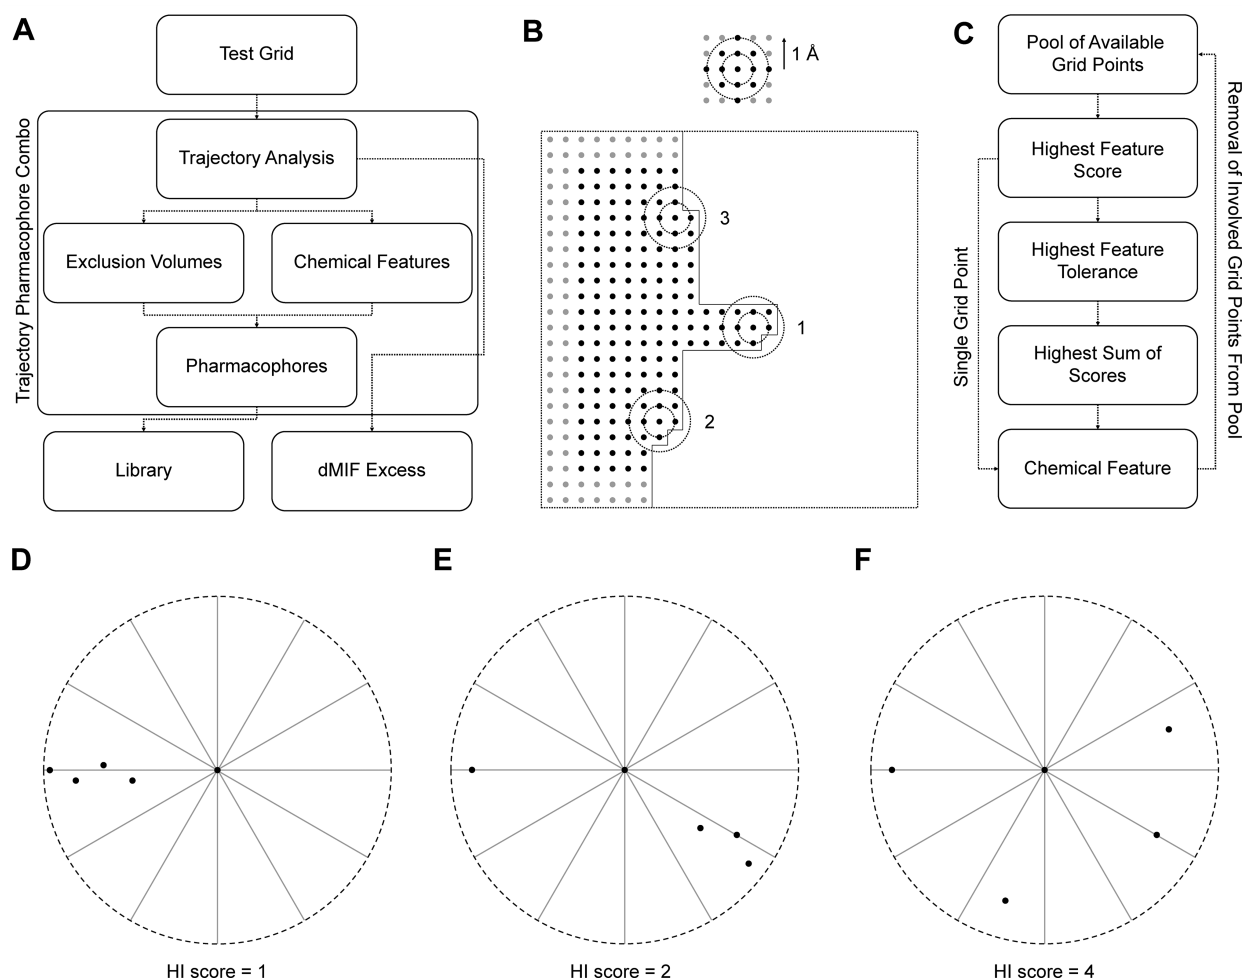 A
Test Grid
Trajectory Pharmacophore Combo
Trajectory Analysis
Exclusion Volumes
Chemical Features
Pharmacophores
Library
dMIF Excess
B
1 Å
3
1
2
C
Pool of Available
Grid Points
Highest Feature
Score
Highest Feature
Tolerance
Highest Sum of
Scores
Chemical Feature
Single Grid Point
Removal of Involved Grid Points From Pool
D
HI score = 1
E
HI score = 2
F
HI score = 4